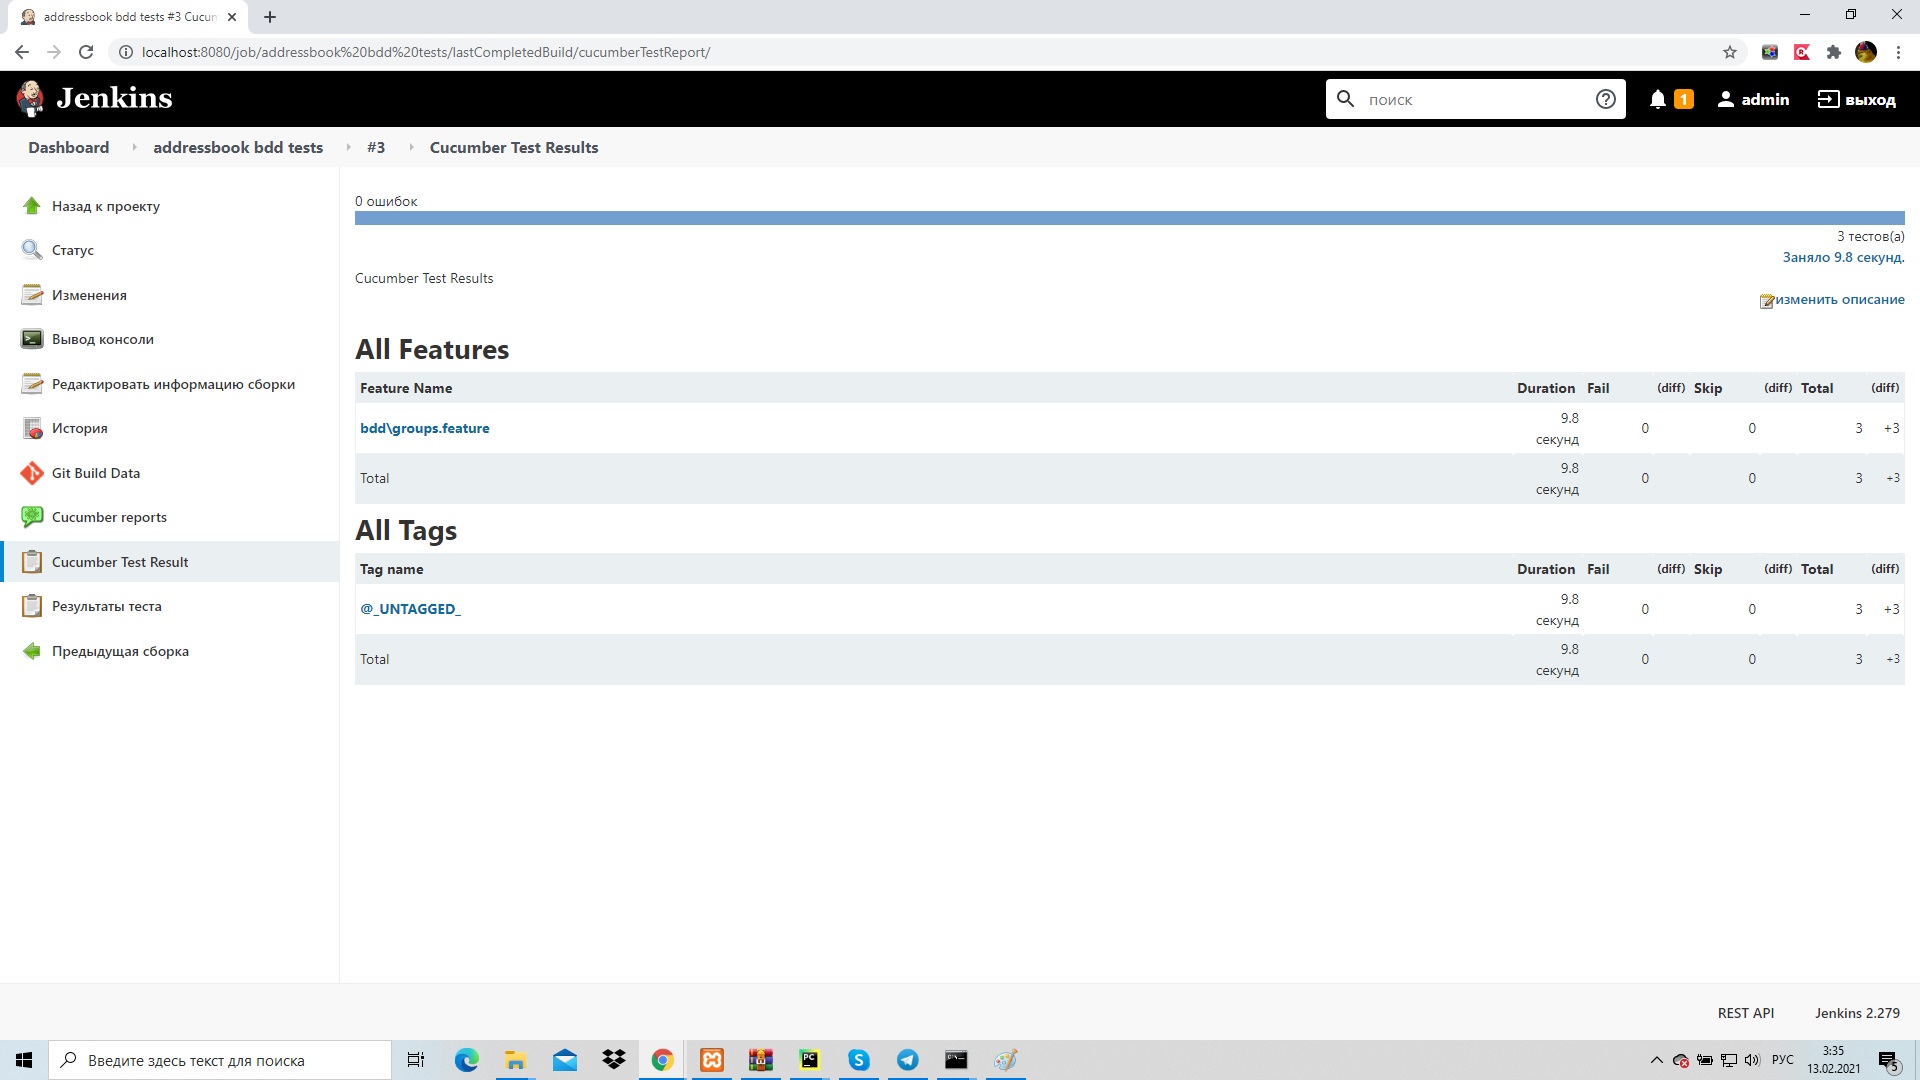 addressbook bdd tests #3 Cucum
localhost:8080/job/addressbook%20bdd%20tests/lastCompletedBuild/cucumberTestReport/
Jenkins
поиск
1
admin
выход
Dashboard
addressbook bdd tests
#3
Cucumber Test Results
Назад к проекту
Статус
Изменения
Вывод консоли
Редактировать информацию сборки
История
Git Build Data
Cucumber reports
Cucumber Test Result
Результаты теста
Предыдущая сборка
0 ошибок
3 тестов(а)
Заняло 9.8 секунд.
Cucumber Test Results
изменить описание
All Features
Feature Name Duration Fail (diff) Skip (diff) Total (diff)
bdd\groups.feature 9.8 секунд 0 0 3 +3
Total 9.8 секунд 0 0 3 +3
All Tags
Tag name Duration Fail (diff) Skip (diff) Total (diff)
@_UNTAGGED_ 9.8 секунд 0 0 3 +3
Total 9.8 секунд 0 0 3 +3
REST API
Jenkins 2.279
Введите здесь текст для поиска
PC
РУС
3:35
13.02.2021
5